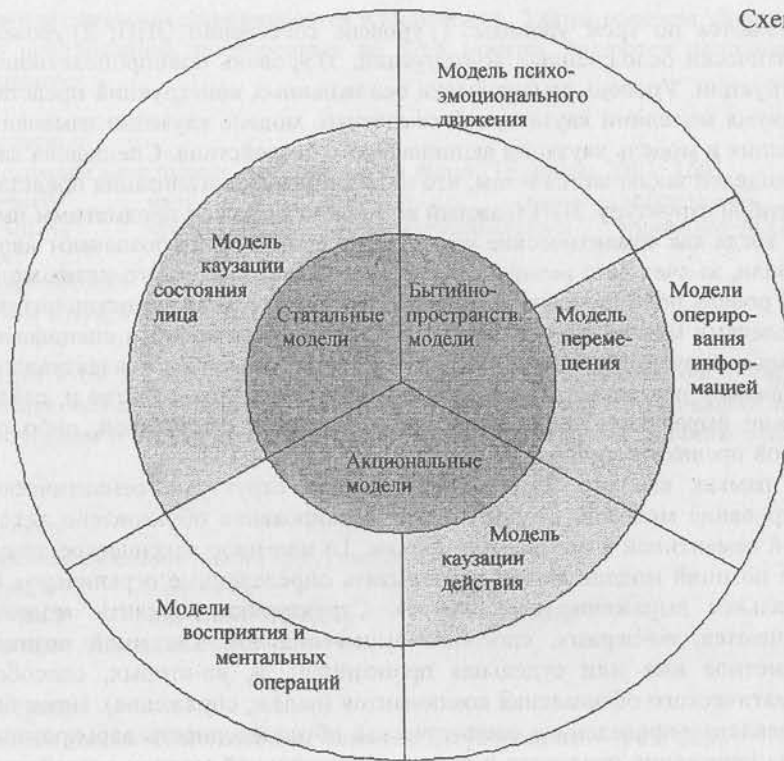 Схе
Модель психо-
эмоционального
движения
Модель
каузации
состояния
лица
Статальные
модели
Бытийно-
пространств.
модели
Модель
переме-
щения
Модели
оперирo-
вания
инфор-
мацией
Акциональные
модели
Модель
каузации
действия
Модели
восприятия и
ментальных
операций